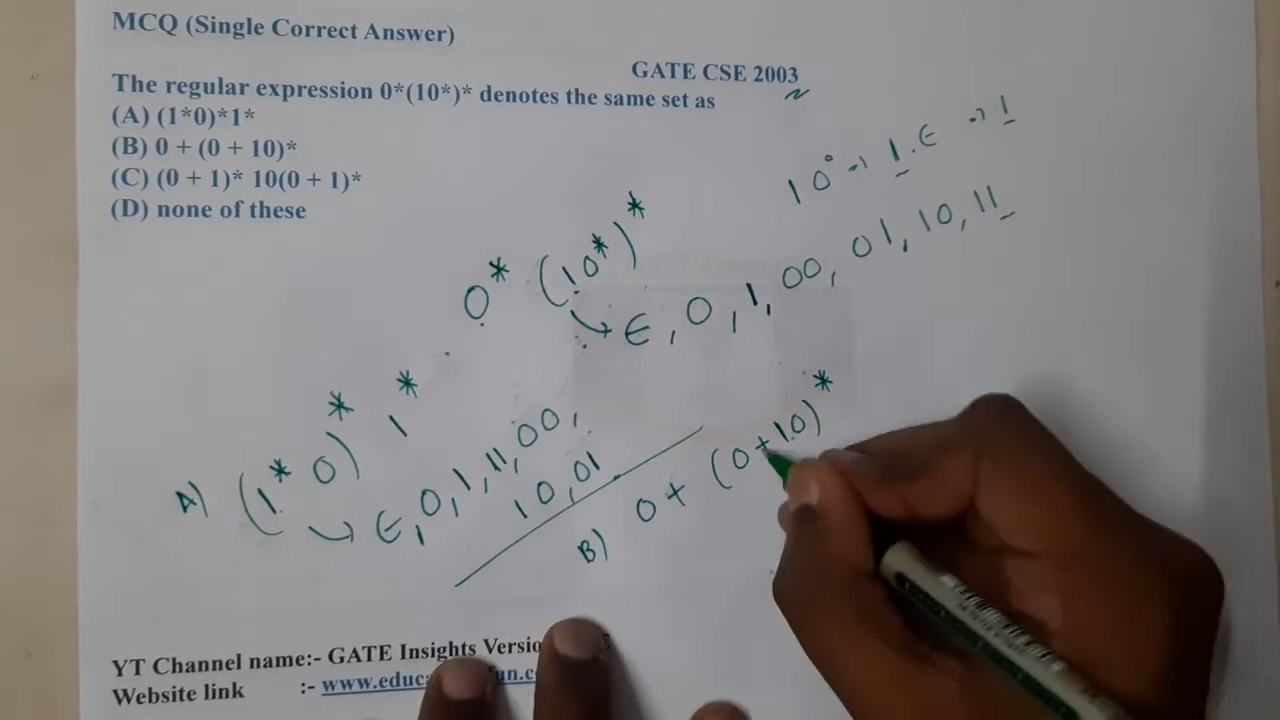 MCQ (Single Correct Answer)
GATE CSE 2003
The regular expression 0*(10*)* denotes the same set as
(A) (1*0)*1*
(B) 0 + (0 + 10)*
(C) (0 + 1)* 10(0 + 1)*
(D) none of these
10° → 1.ϵ → 1
0* (10*)*
ϵ, 0, 1, 00, 01, 10, 11
A) (1* 0)* 1*
ϵ, 0, 1, 11, 00,
10, 01
B) 0 + (0 + 10)*
YT Channel name:- GATE Insights
Website link :-